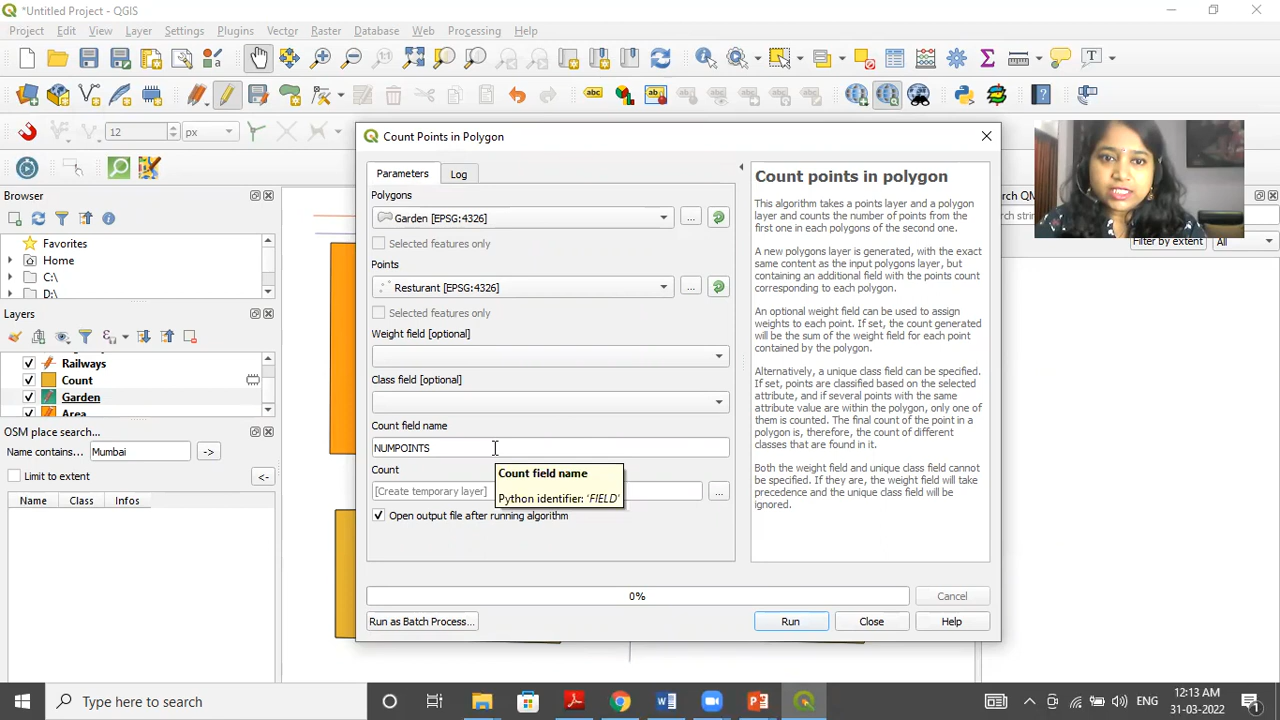 *Untitled Project - QGIS
Project Edit View Layer Settings Plugins Vector Raster Database Web Processing Help
12 px
Browser
Favorites
Home
C:\
D:\
Layers
Railways
Count
Garden
Area
OSM place search...
Name contains... Mumbai ->
Limit to extent <-
Name Class Infos
Count Points in Polygon
Parameters Log
Polygons
Garden [EPSG:4326]
Selected features only
Points
Resturant [EPSG:4326]
Selected features only
Weight field [optional]
Class field [optional]
Count field name
NUMPOINTS
Count
[Create temporary layer]
Count field name
Python identifier: 'FIELD'
Open output file after running algorithm
0%
Cancel
Run as Batch Process...
Run
Close
Help
Count points in polygon
This algorithm takes a points layer and a polygon
layer and counts the number of points from the
first one in each polygons of the second one.
A new polygons layer is generated, with the exact
same content as the input polygons layer, but
containing an additional field with the points count
corresponding to each polygon.
An optional weight field can be used to assign
weights to each point. If set, the count generated
will be the sum of the weight field for each point
contained by the polygon.
Alternatively, a unique class field can be specified.
If set, points are classified based on the selected
attribute, and if several points with the same
attribute value are within the polygon, only one of
them is counted. The final count of the point in a
polygon is, therefore, the count of different
classes that are found in it.
Both the weight field and unique class field cannot
be specified. If they are, the weight field will take
precedence and the unique class field will be
ignored.
Filter by extent All
Type here to search
ENG
12:13 AM
31-03-2022